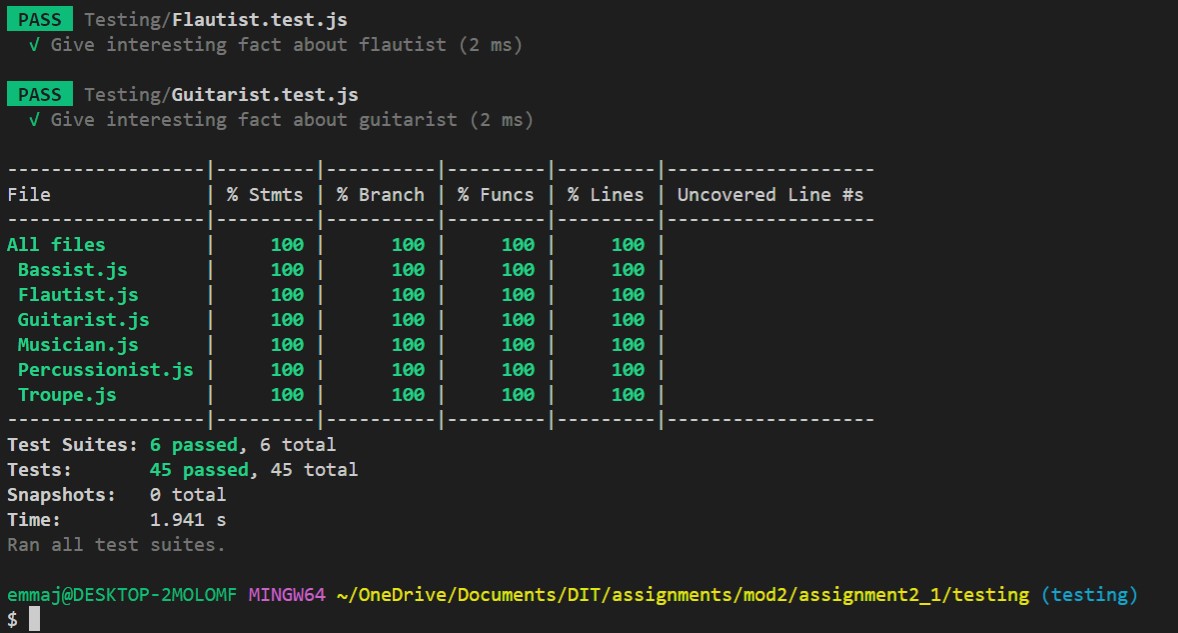 PASS Testing/Flautist.test.js
√ Give interesting fact about flautist (2 ms)
PASS Testing/Guitarist.test.js
√ Give interesting fact about guitarist (2 ms)
------------------|---------|----------|---------|---------|-------------------
File              | % Stmts | % Branch | % Funcs | % Lines | Uncovered Line #s
------------------|---------|----------|---------|---------|-------------------
All files         |     100 |      100 |     100 |     100 |
 Bassist.js       |     100 |      100 |     100 |     100 |
 Flautist.js      |     100 |      100 |     100 |     100 |
 Guitarist.js     |     100 |      100 |     100 |     100 |
 Musician.js      |     100 |      100 |     100 |     100 |
 Percussionist.js |     100 |      100 |     100 |     100 |
 Troupe.js        |     100 |      100 |     100 |     100 |
------------------|---------|----------|---------|---------|-------------------
Test Suites: 6 passed, 6 total
Tests:       45 passed, 45 total
Snapshots:   0 total
Time:        1.941 s
Ran all test suites.
emmaj@DESKTOP-2MOLOMF MINGW64 ~/OneDrive/Documents/DIT/assignments/mod2/assignment2_1/testing (testing)
$